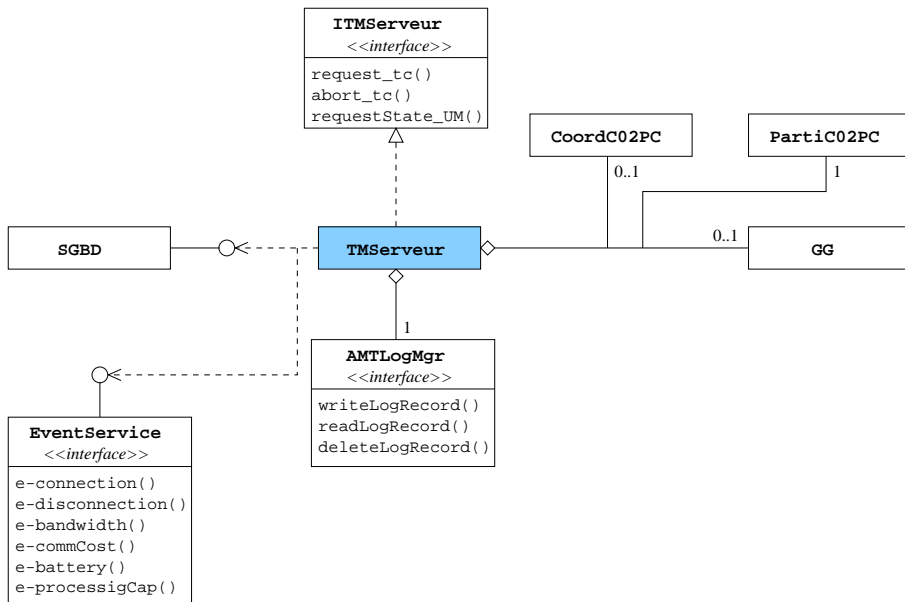 ITMServeur
<<interface>>
request_tc()
abort_tc()
requestState_UM()
CoordC02PC
PartiC02PC
0..1
1
SGBD
TMServeur
0..1
GG
1
AMTLogMgr
<<interface>>
writeLogRecord()
readLogRecord()
deleteLogRecord()
EventService
<<interface>>
e-connection()
e-disconnection()
e-bandwidth()
e-commCost()
e-battery()
e-processigCap()